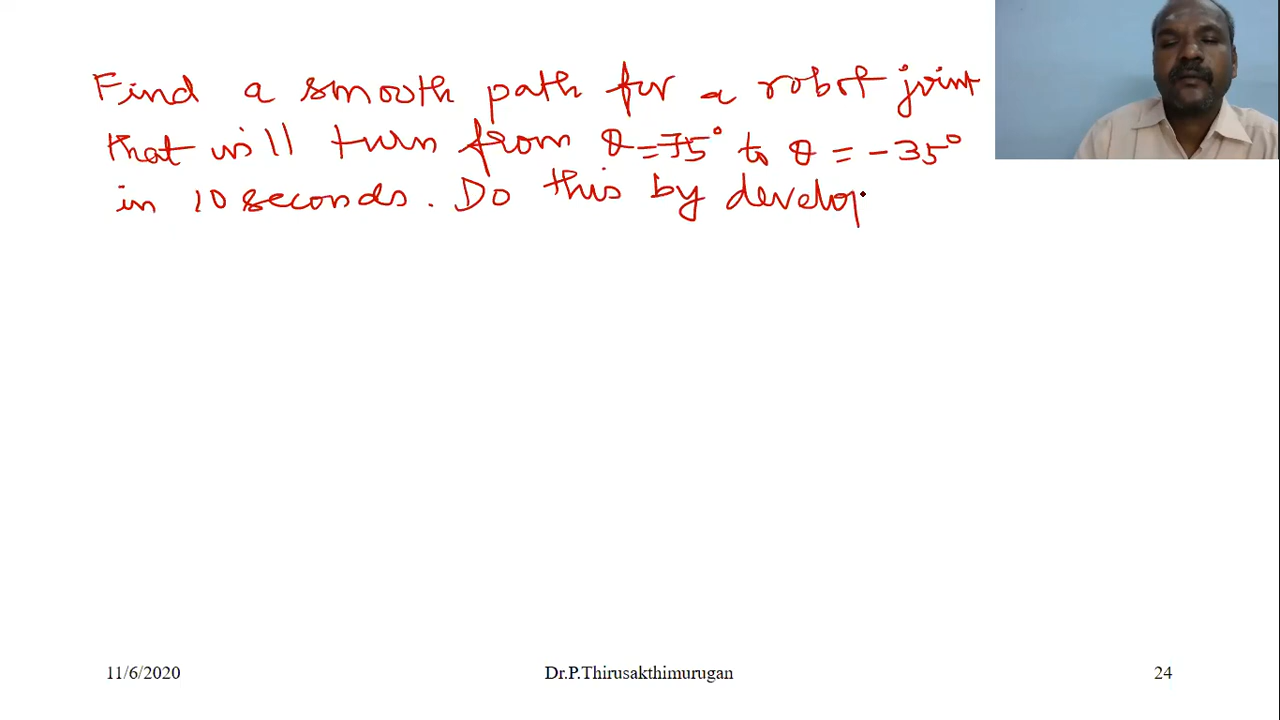 Find a smooth path for a robot joint
that will turn from θ = 75° to θ = -35°
in 10 seconds. Do this by develop
11/6/2020 Dr.P.Thirusakthimurugan 24